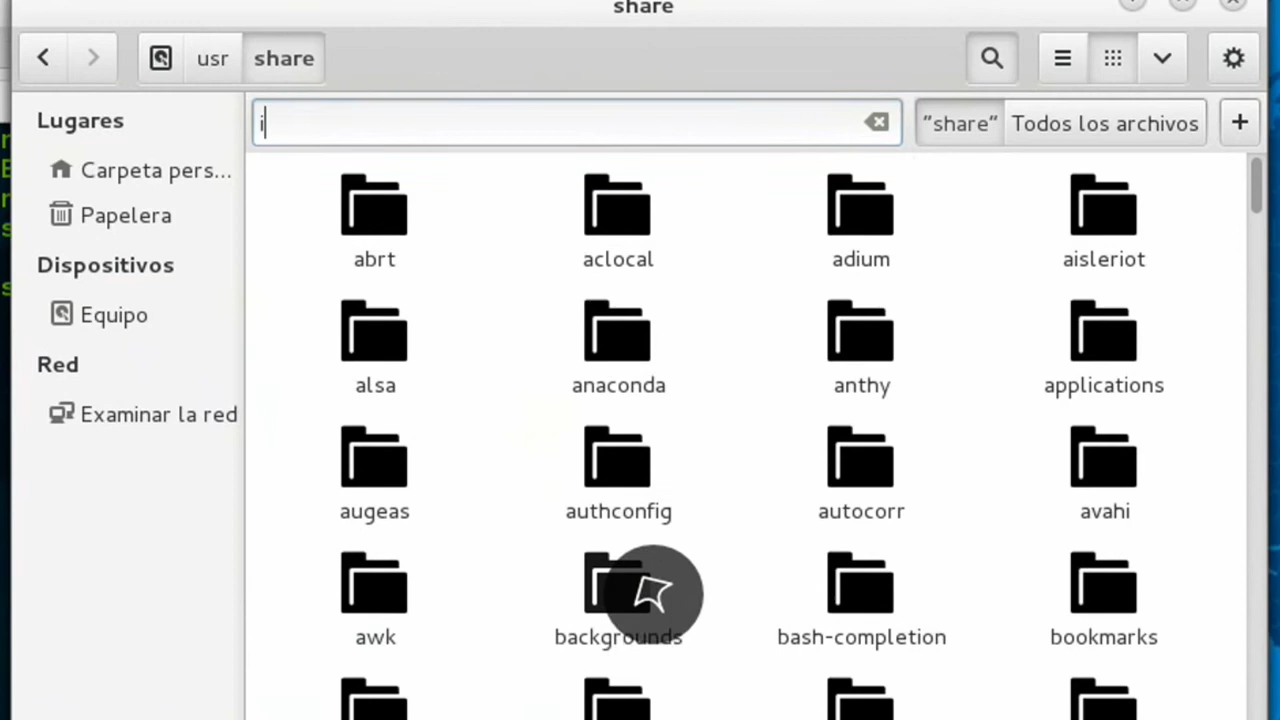 share
usr
share
Lugares
i
"share"
Todos los archivos
+
Carpeta pers...
Papelera
Dispositivos
Equipo
Red
Examinar la red
abrt
aclocal
adium
aisleriot
alsa
anaconda
anthy
applications
augeas
authconfig
autocorr
avahi
awk
backgrounds
bash-completion
bookmarks